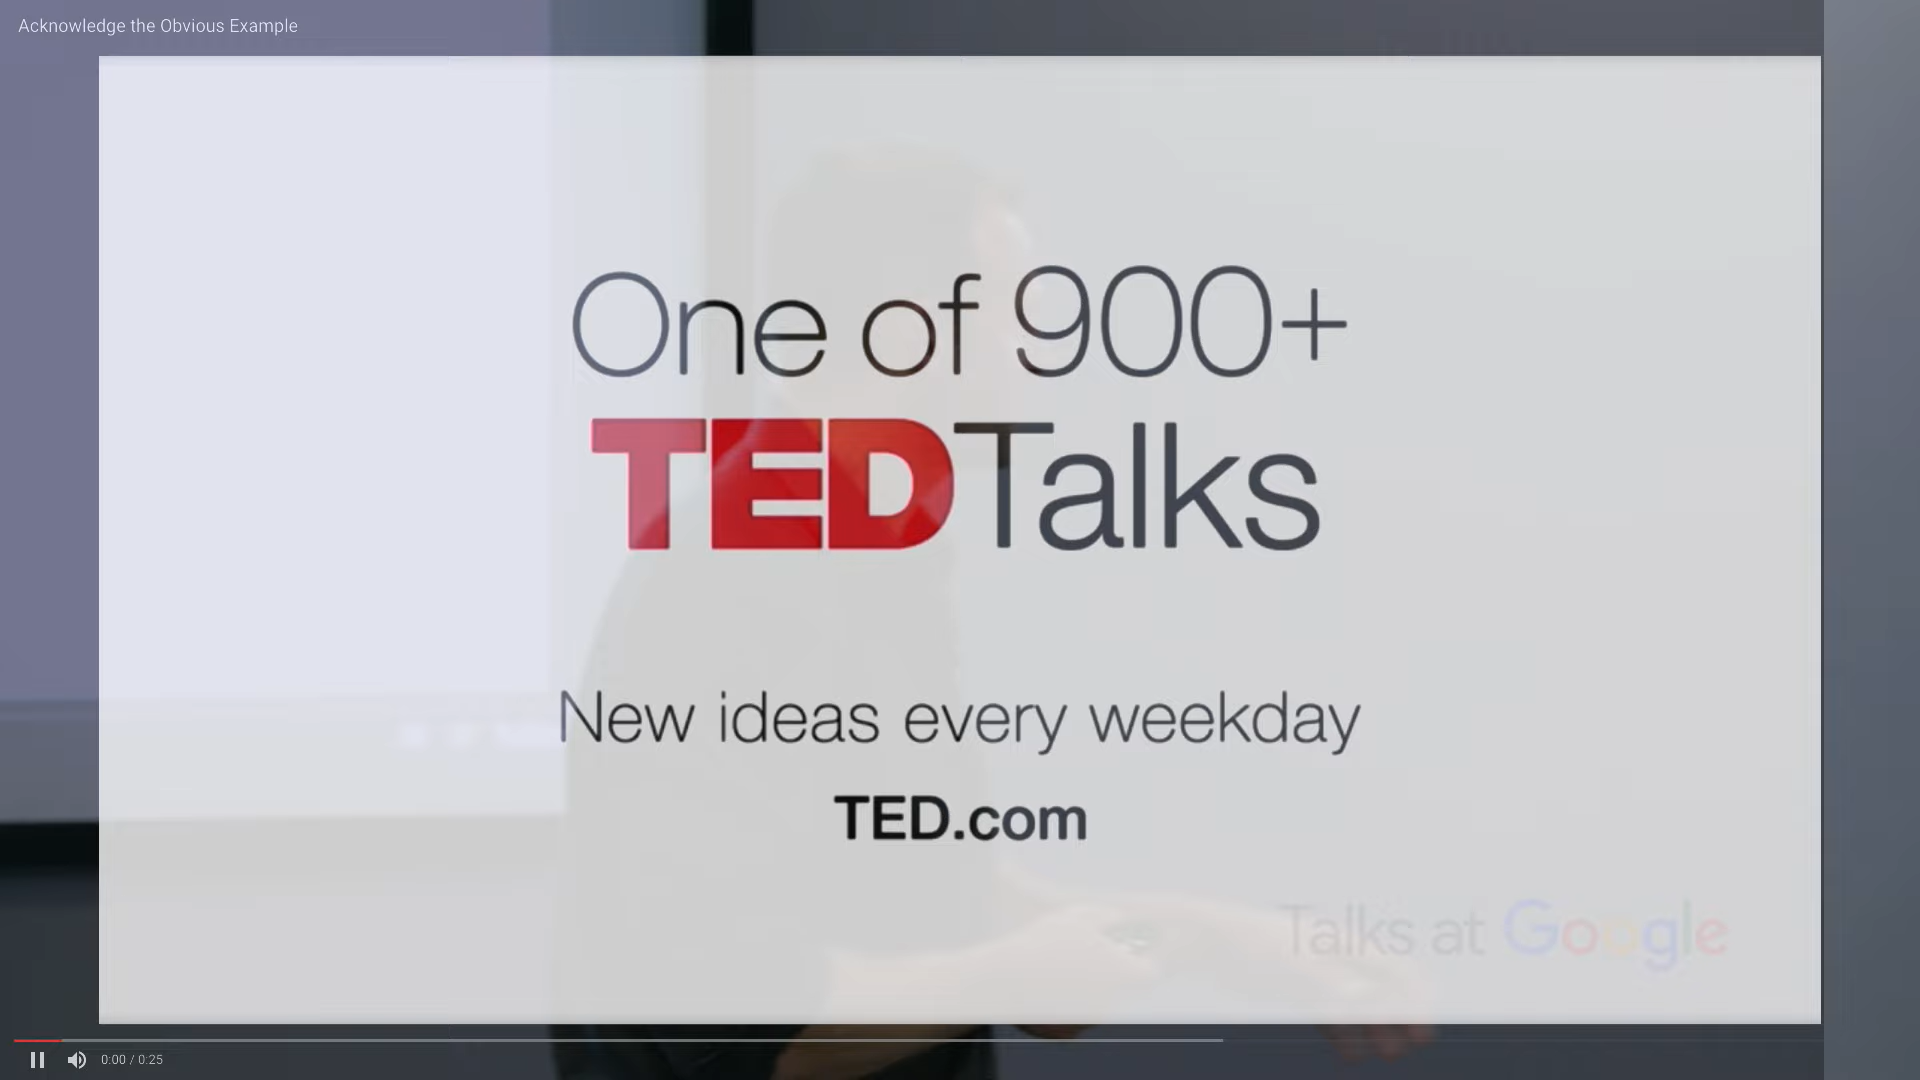 Acknowledge the Obvious Example
One of 900+
TEDTalks
New ideas every weekday
TED.com
Talks at Google
0:00 / 0:25